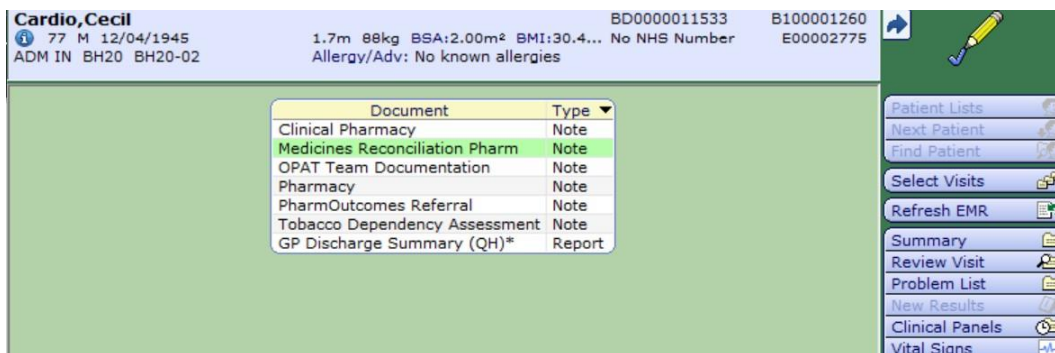 Cardio,Cecil BD0000011533 B100001260
77 M 12/04/1945 1.7m 88kg BSA:2.00m² BMI:30.4... No NHS Number E00002775
ADM IN BH20 BH20-02 Allergy/Adv: No known allergies
Document Type
Clinical Pharmacy Note
Medicines Reconciliation Pharm Note
OPAT Team Documentation Note
Pharmacy Note
PharmOutcomes Referral Note
Tobacco Dependency Assessment Note
GP Discharge Summary (QH)* Report
Patient Lists
Next Patient
Find Patient
Select Visits
Refresh EMR
Summary
Review Visit
Problem List
New Results
Clinical Panels
Vital Signs